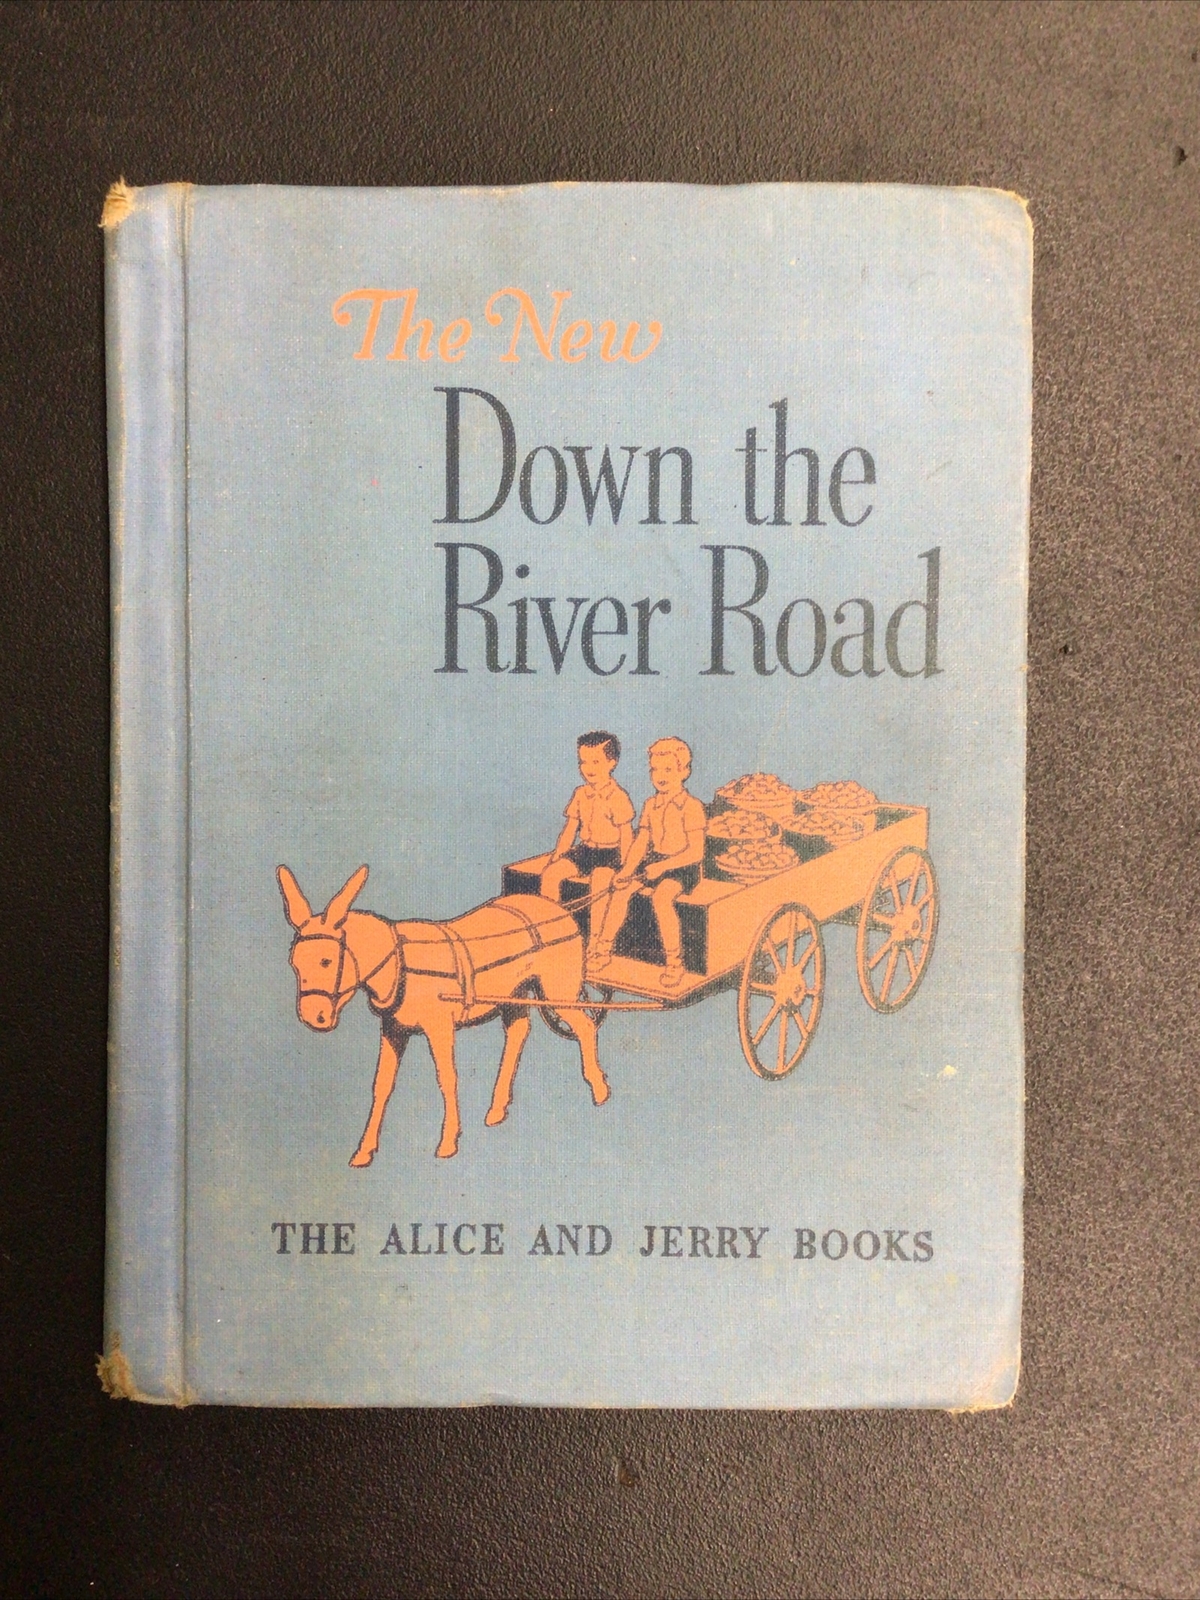 The New
Down the
River Road
THE ALICE AND JERRY BOOKS